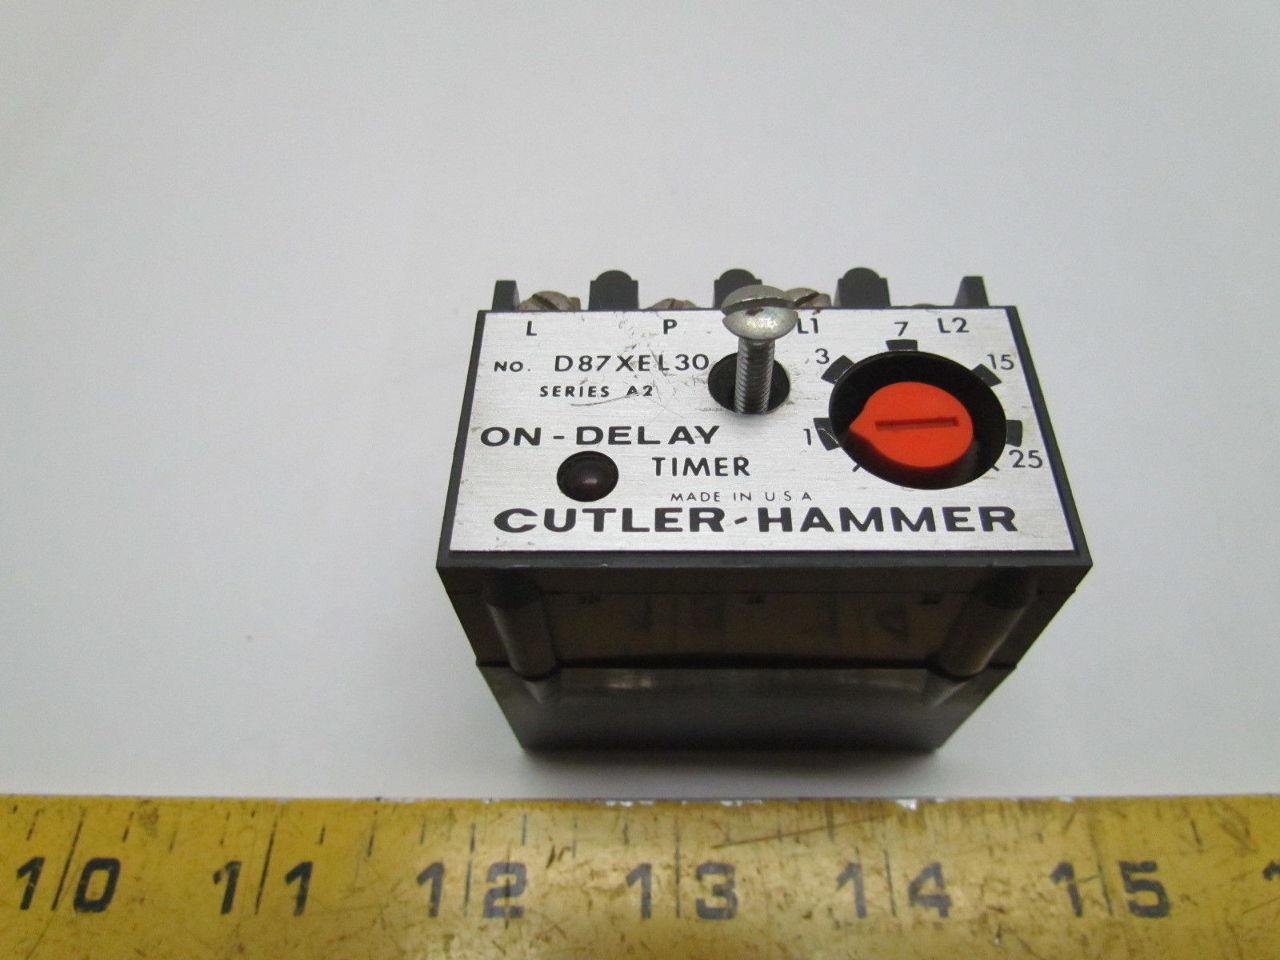 L P L1 L2
NO. D87XEL30
SERIES A2
1 3 7 15 25
ON-DELAY
TIMER
MADE IN USA
CUTLER-HAMMER
10 11 12 13 14 15